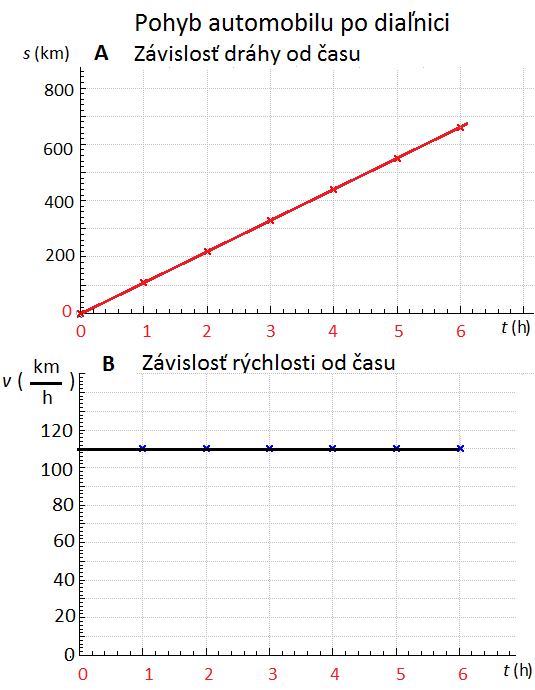 Pohyb automobilu po diaľnici
s (km) A Závislosť dráhy od času
800
600
400
200
0
0 1 2 3 4 5 6 t (h)
B Závislosť rýchlosti od času
v ( km/h )
120
100
80
60
40
20
0
0 1 2 3 4 5 6 t (h)